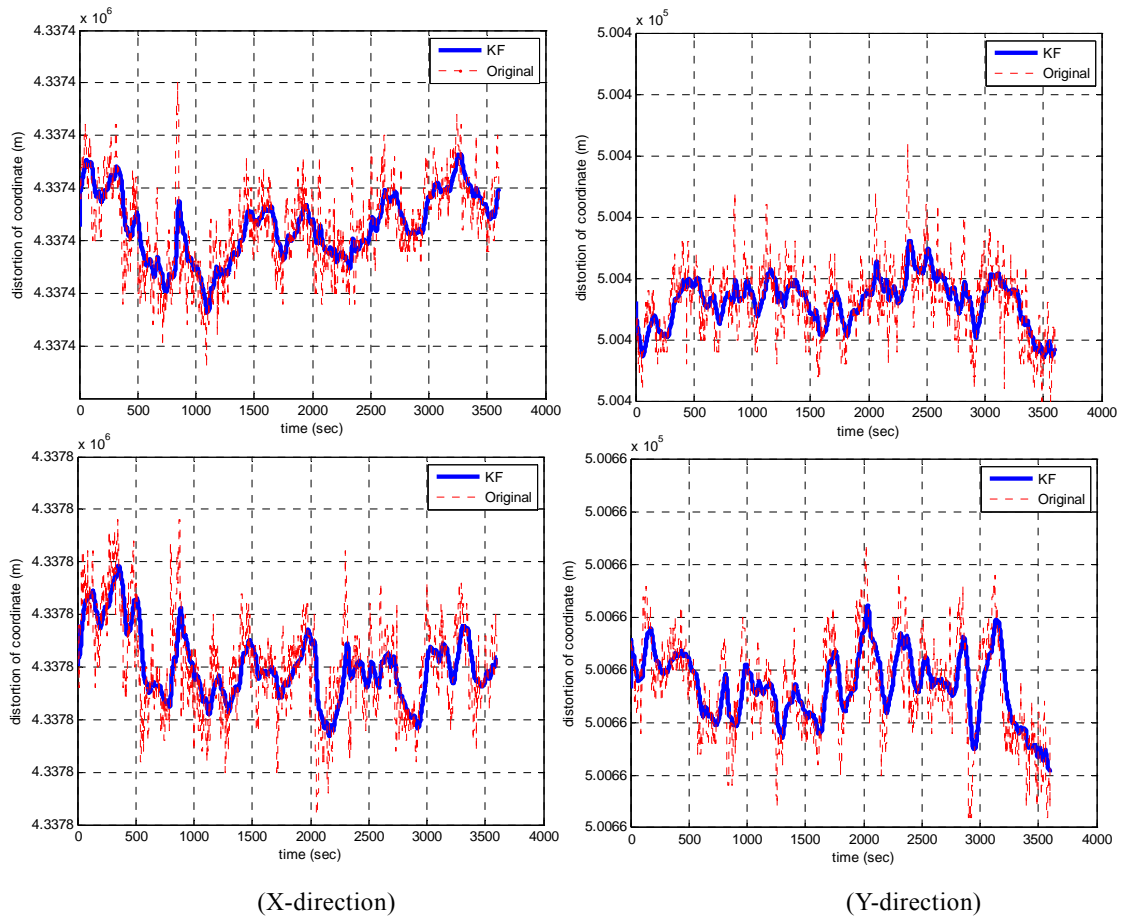 x 10^6
4.3374
4.3374
4.3374
4.3374
4.3374
4.3374
4.3374
distortion of coordinate (m)
KF
Original
0 500 1000 1500 2000 2500 3000 3500 4000
time (sec)
x 10^5
5.004
5.004
5.004
5.004
5.004
5.004
5.004
distortion of coordinate (m)
KF
Original
0 500 1000 1500 2000 2500 3000 3500 4000
time (sec)
x 10^6
4.3378
4.3378
4.3378
4.3378
4.3378
4.3378
4.3378
4.3378
distortion of coordinate (m)
KF
Original
0 500 1000 1500 2000 2500 3000 3500 4000
time (sec)
x 10^5
5.0066
5.0066
5.0066
5.0066
5.0066
5.0066
5.0066
5.0066
distortion of coordinate (m)
KF
Original
0 500 1000 1500 2000 2500 3000 3500 4000
time (sec)
(X-direction)
(Y-direction)